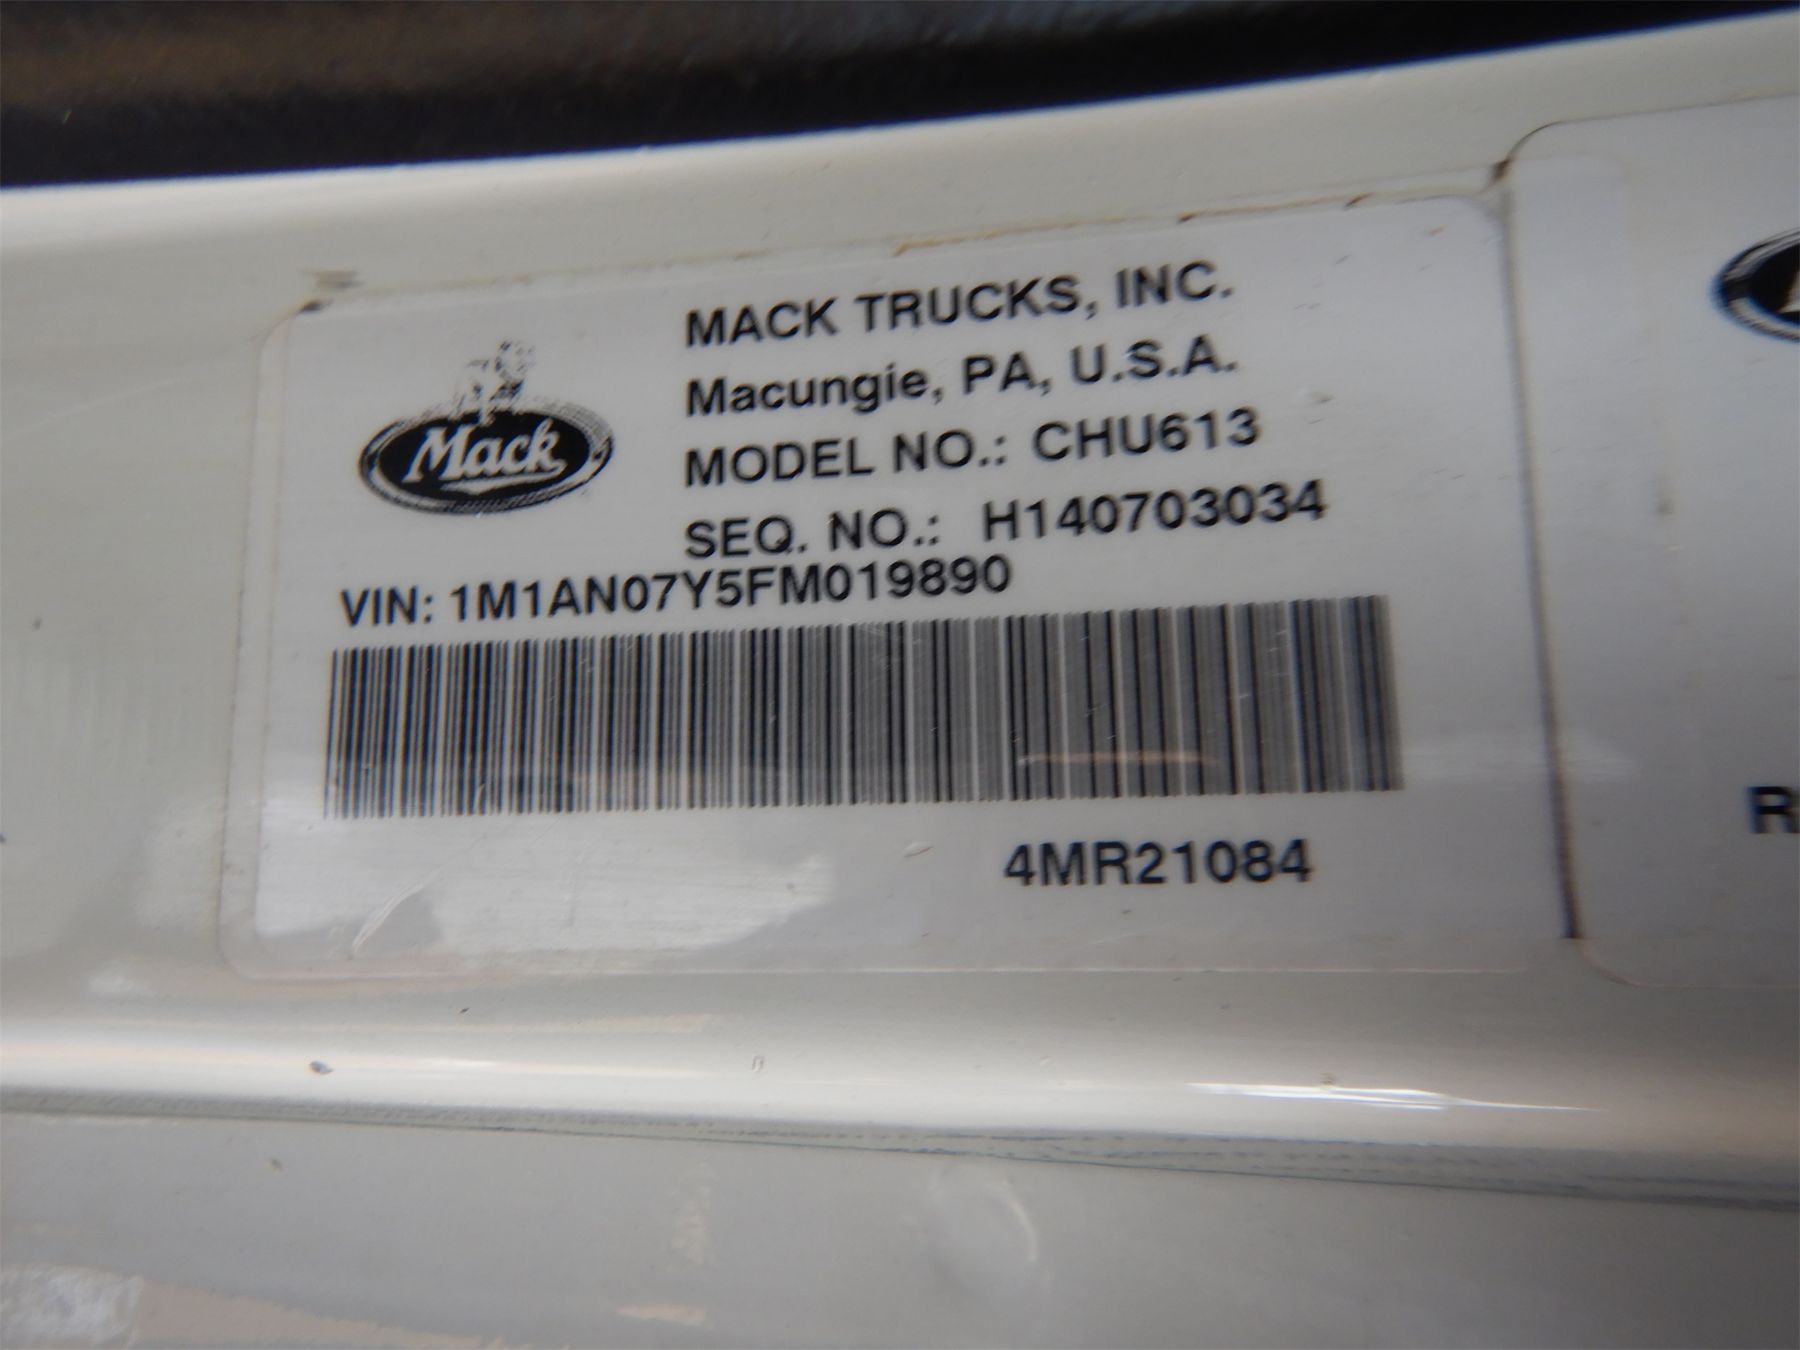 MACK TRUCKS, INC.
Macungie, PA, U.S.A.
Mack
MODEL NO.: CHU613
SEQ. NO.: H140703034
VIN: 1M1AN07Y5FM019890
4MR21084
R